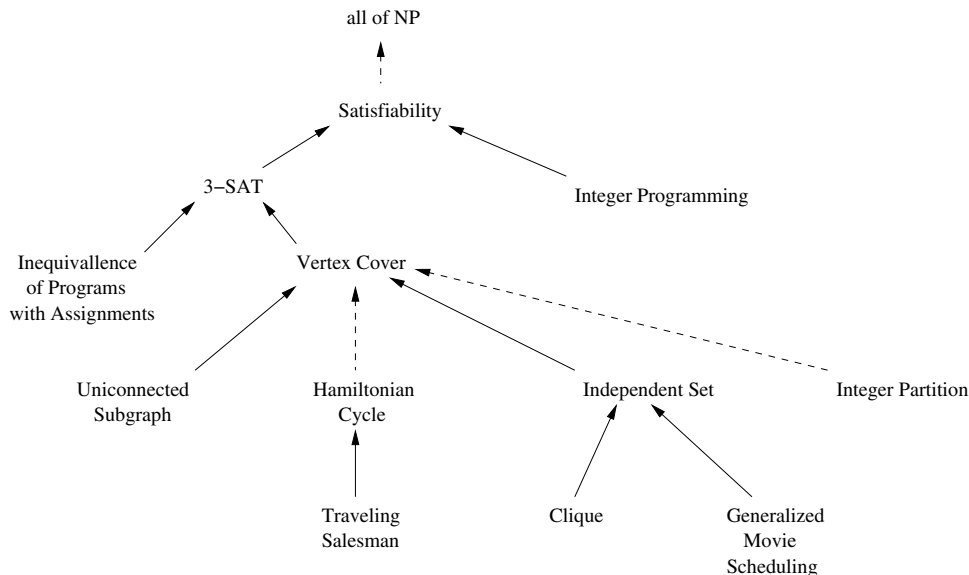 all of NP
Satisfiability
3−SAT
Integer Programming
Inequivallence
of Programs
with Assignments
Vertex Cover
Uniconnected
Subgraph
Hamiltonian
Cycle
Independent Set
Integer Partition
Traveling
Salesman
Clique
Generalized
Movie
Scheduling